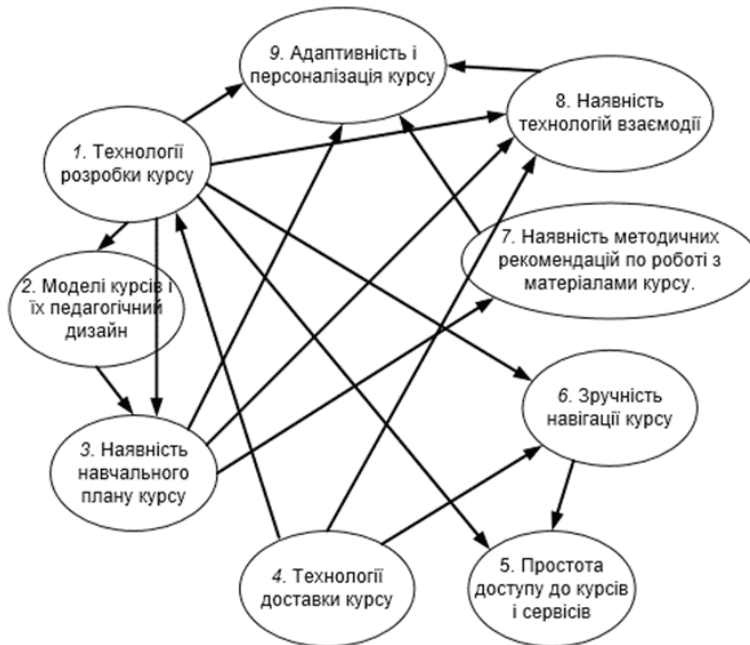 9. Адаптивність і
персоналізація курсу
8. Наявність
технологій взаємодії
1. Технології
розробки курсу
7. Наявність методичних
рекомендацій по роботі з
матеріалами курсу.
2. Моделі курсів і
їх педагогічний
дизайн
6. Зручність
навігації курсу
3. Наявність
навчального
плану курсу
4. Технології
доставки курсу
5. Простота
доступу до курсів
і сервісів